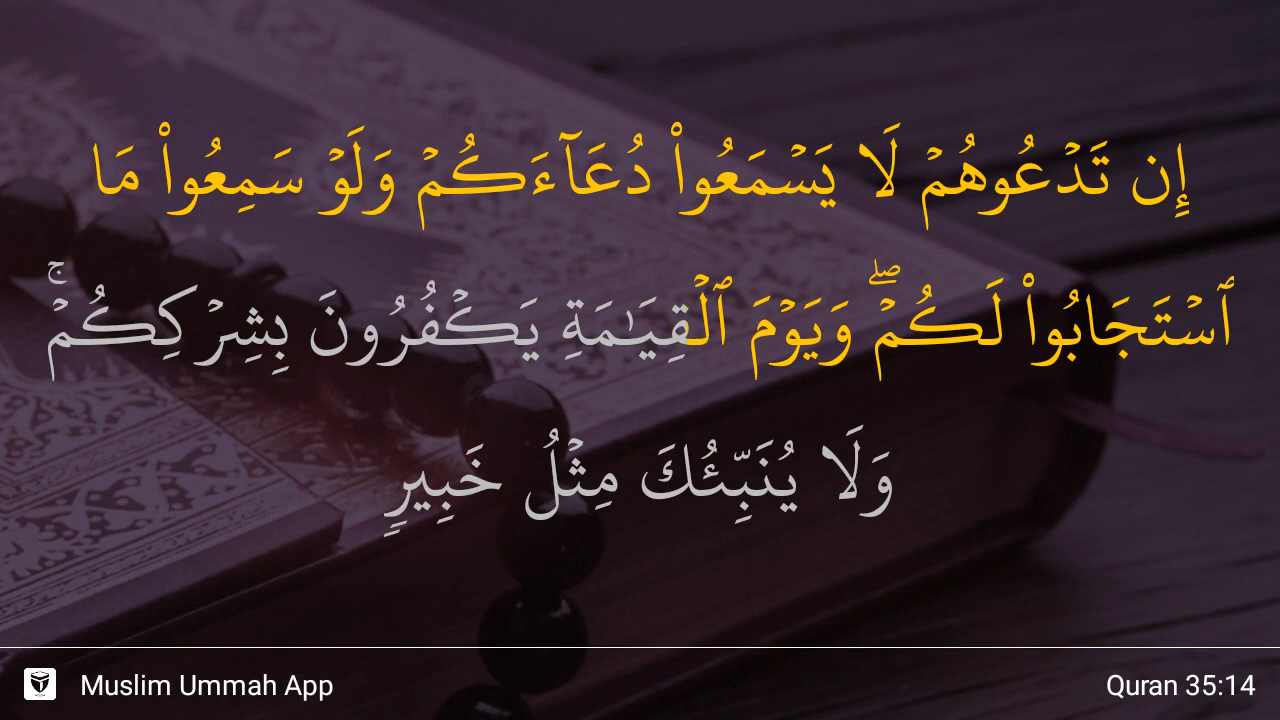 إِن تَدْعُوهُمْ لَا يَسْمَعُوا۟ دُعَآءَكُمْ وَلَوْ سَمِعُوا۟ مَا
ٱسْتَجَابُوا۟ لَكُمْ ۖ وَيَوْمَ ٱلْقِيَـٰمَةِ يَكْفُرُونَ بِشِرْكِكُمْ ۚ
وَلَا يُنَبِّئُكَ مِثْلُ خَبِيرٍ
Muslim Ummah App
Quran 35:14